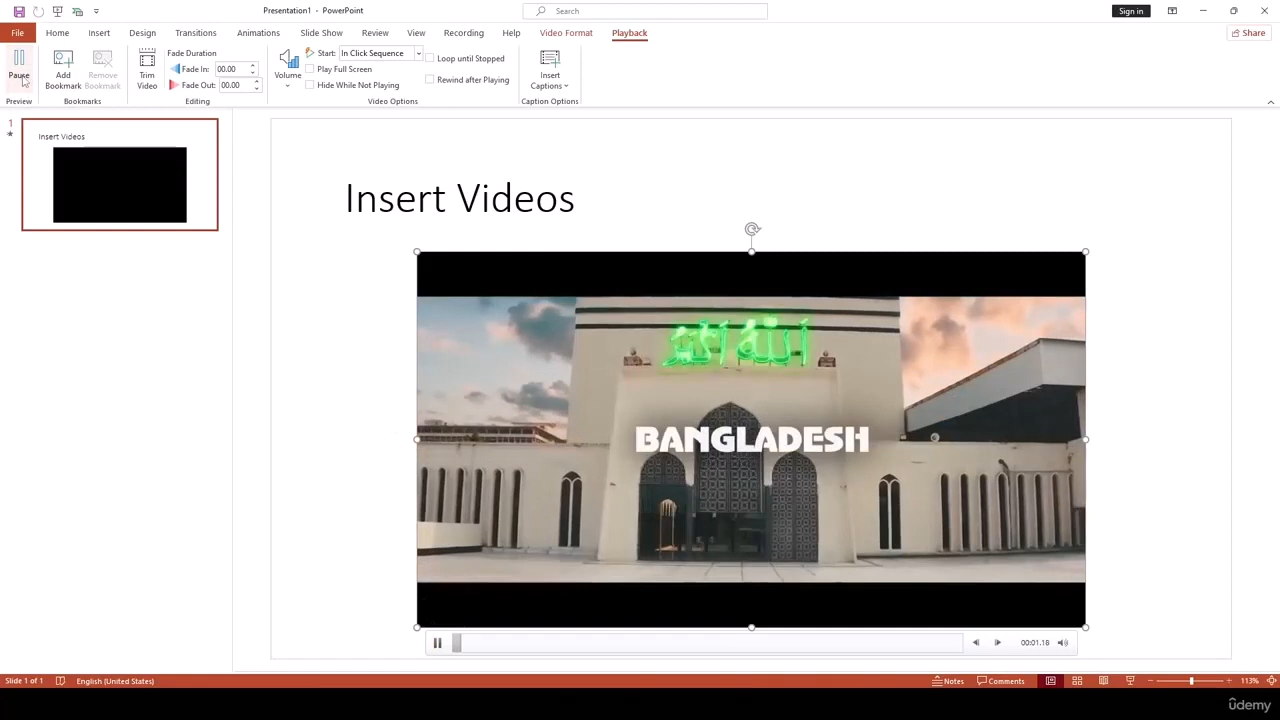 Presentation1 - PowerPoint
Search
Sign in
File Home Insert Design Transitions Animations Slide Show Review View Recording Help Video Format Playback
Share
Pause
Preview
Add Bookmark
Remove Bookmark
Bookmarks
Trim Video
Fade Duration
Fade In: 00.00
Fade Out: 00.00
Editing
Volume
Start: In Click Sequence
Play Full Screen
Hide While Not Playing
Loop until Stopped
Rewind after Playing
Video Options
Insert Captions
Caption Options
1
Insert Videos
Insert Videos
الله أكبر
BANGLADESH
00:01.18
Slide 1 of 1
English (United States)
Notes
Comments
113%
ûdemy